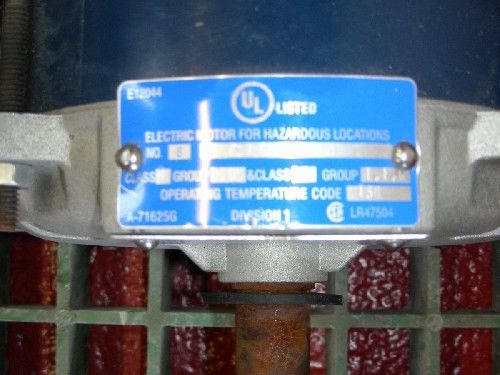 E12044
UL LISTED
ELECTRIC MOTOR FOR HAZARDOUS LOCATIONS
NO. S
CLASS GROUP &CLASS GROUP
OPERATING TEMPERATURE CODE
A-71625G DIVISION 1 LR47504